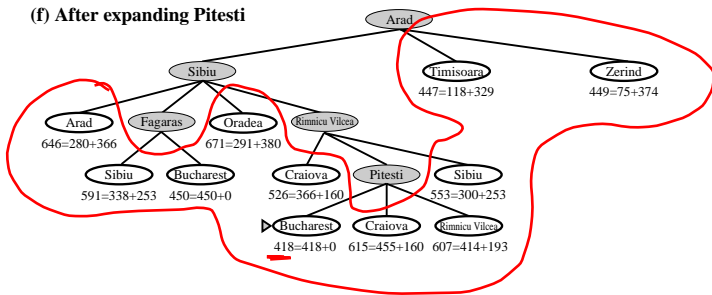 (f) After expanding Pitesti
Arad
Sibiu
Timisoara
Zerind
447=118+329
449=75+374
Arad
Fagaras
Oradea
Rimnicu Vilcea
646=280+366
671=291+380
Sibiu
Bucharest
Craiova
Pitesti
Sibiu
591=338+253
450=450+0
526=366+160
553=300+253
Bucharest
Craiova
Rimnicu Vilcea
418=418+0
615=455+160
607=414+193